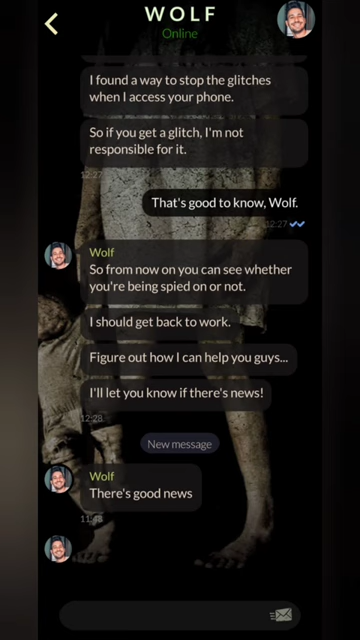 WOLF
Online
I found a way to stop the glitches
when I access your phone.
So if you get a glitch, I'm not
responsible for it.
12:27
That's good to know, Wolf.
12:27
Wolf
So from now on you can see whether
you're being spied on or not.
I should get back to work.
Figure out how I can help you guys...
I'll let you know if there's news!
12:28
New message
Wolf
There's good news